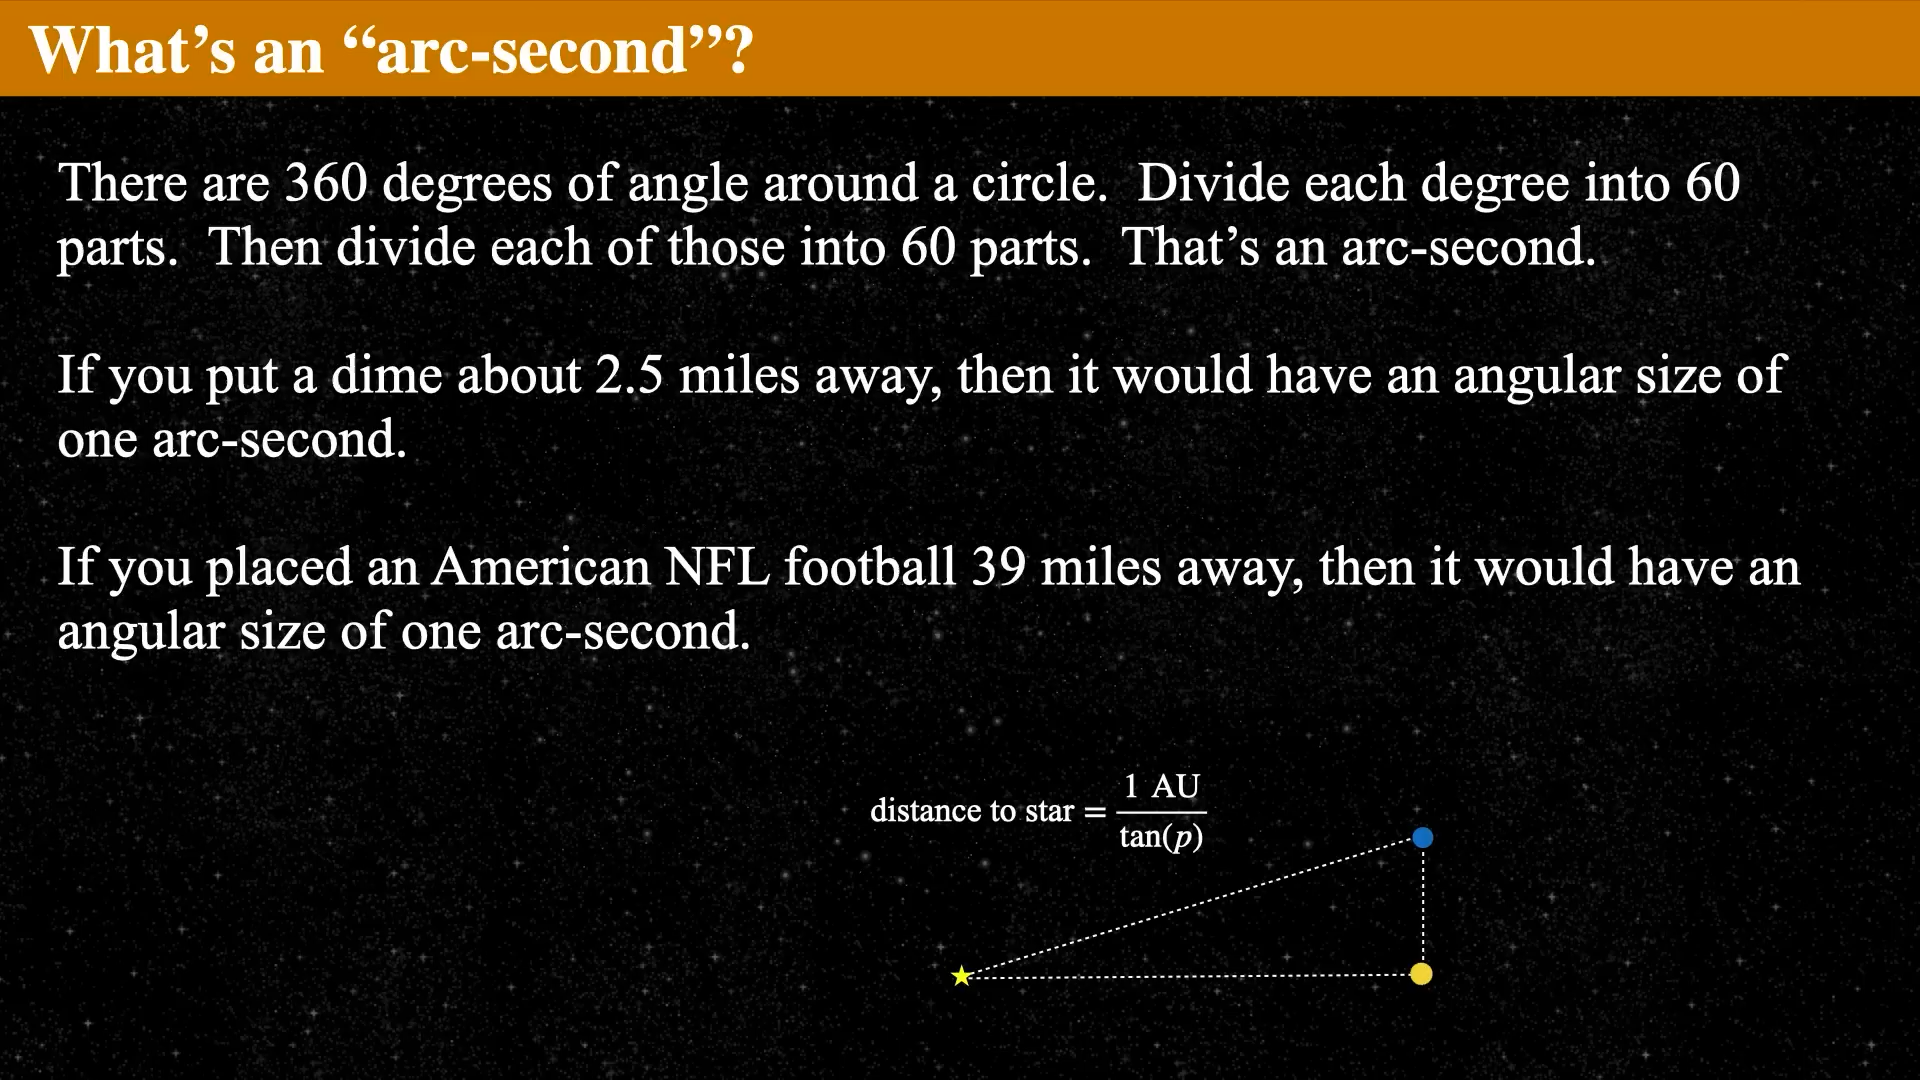 What’s an “arc-second”?
There are 360 degrees of angle around a circle.  Divide each degree into 60
parts.  Then divide each of those into 60 parts.  That’s an arc-second.
If you put a dime about 2.5 miles away, then it would have an angular size of
one arc-second.
If you placed an American NFL football 39 miles away, then it would have an
angular size of one arc-second.
distance to star = 1 AU / tan(p)